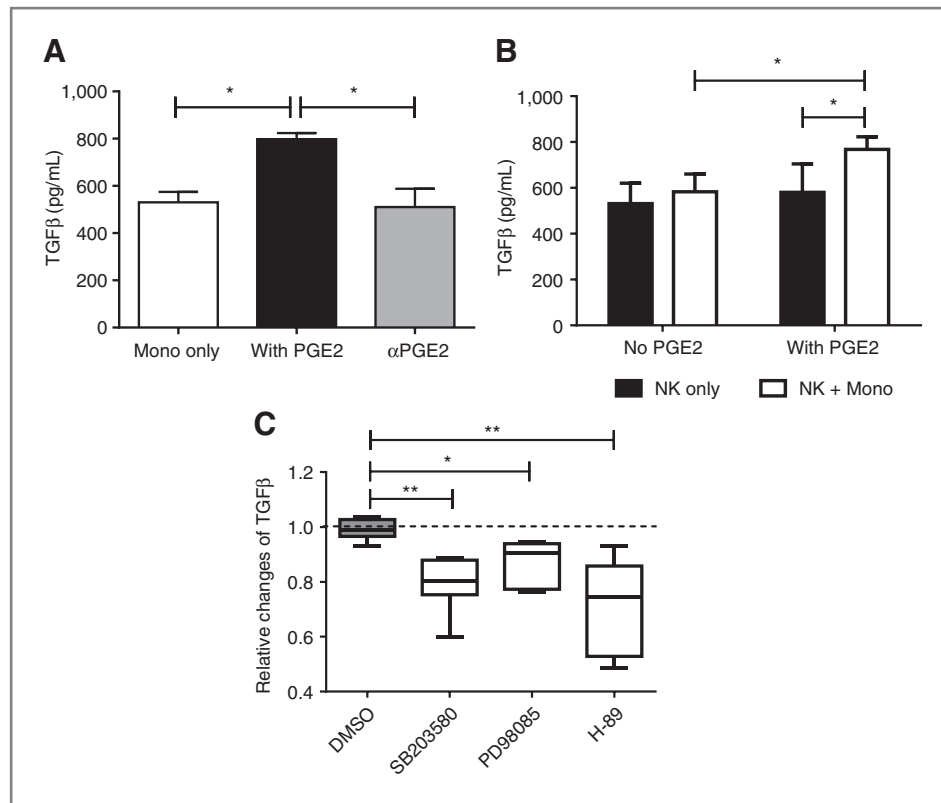 A
TGFβ (pg/mL)
1,000
800
600
400
200
0
*
*
Mono only
With PGE2
αPGE2
B
TGFβ (pg/mL)
1,000
800
600
400
200
0
*
*
No PGE2
With PGE2
NK only
NK + Mono
C
Relative changes of TGFβ
1.2
1.0
0.8
0.6
0.4
**
*
**
DMSO
SB203580
PD98085
H-89